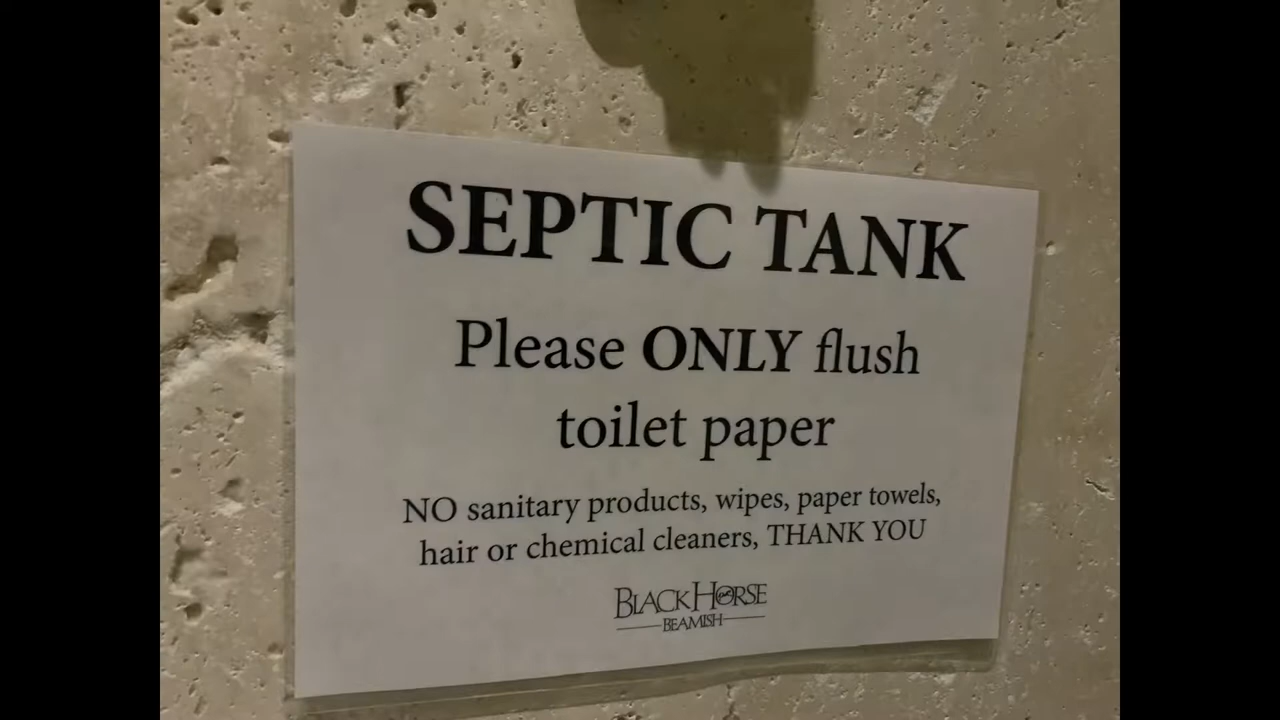 SEPTIC TANK
Please ONLY flush
toilet paper
NO sanitary products, wipes, paper towels,
hair or chemical cleaners, THANK YOU
BLACK HORSE
BEAMISH